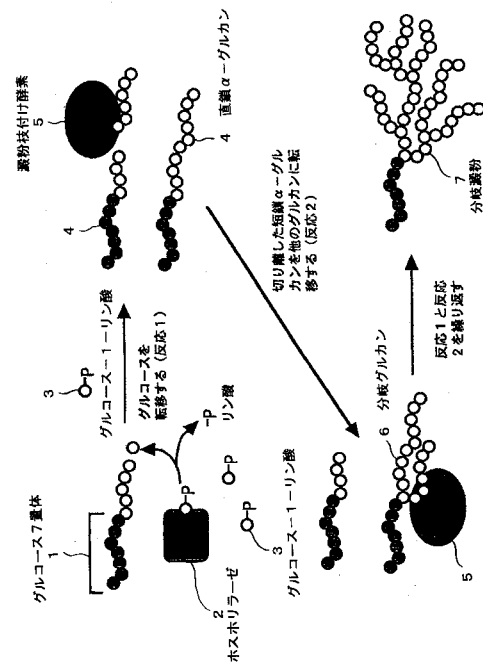 グルコース7量体
1
2
ホスホリラーゼ
3
グルコース-1-リン酸
P
P
P
-P
リン酸
3
P
グルコース-1-リン酸
グルコースを
転移する(反応1)
澱粉枝付け酵素
5
4
4
直鎖α-グルカン
切り離した短鎖α-グル
カンを他のグルカンに転
移する(反応2)
分岐グルカン
6
5
反応1と反応
2を繰り返す
7
分岐澱粉